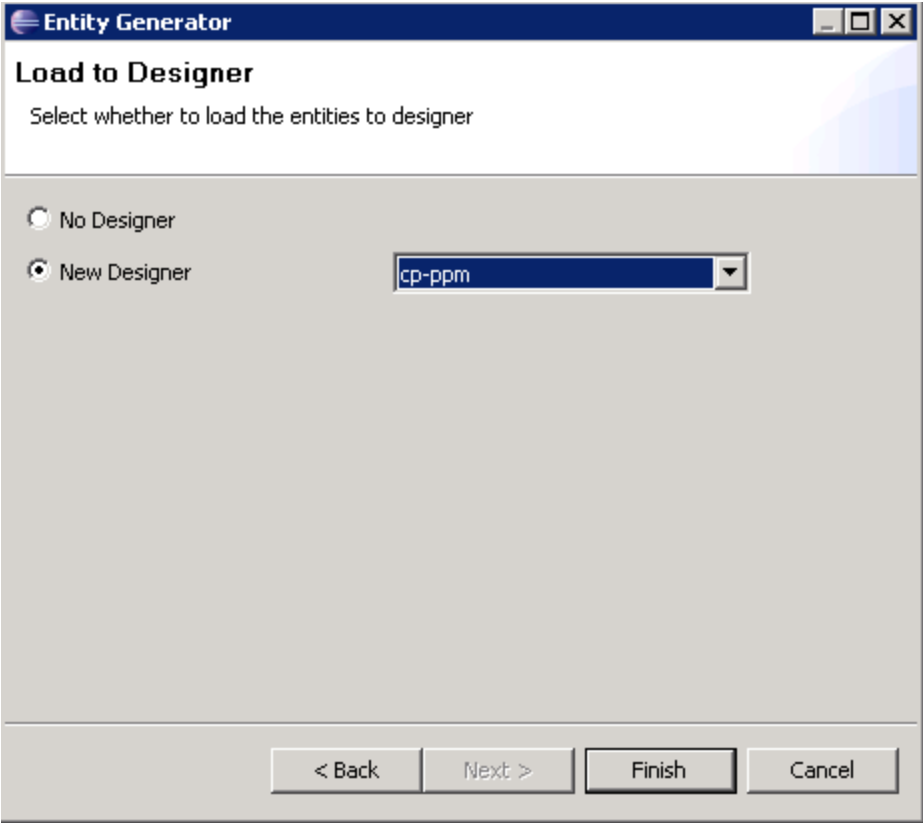 Entity Generator
Load to Designer
Select whether to load the entities to designer
No Designer
New Designer cp-ppm
< Back Next > Finish Cancel